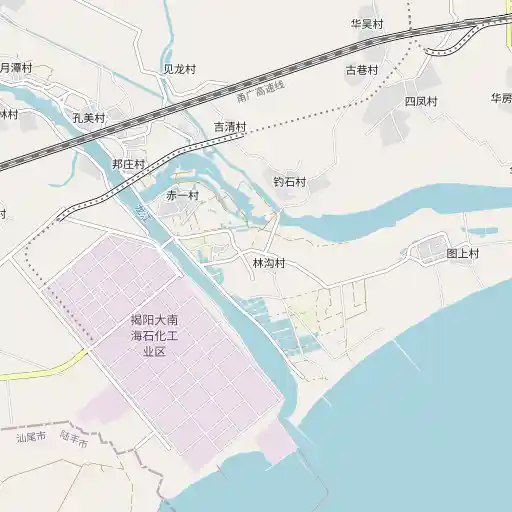 华吴村
月潭村
见龙村
古巷村
甬广高速线
华房
四凤村
林村
孔美村
吉清村
邦庄村
钓石村
赤一村
村
龙江
林沟村
图上村
揭阳大南
海石化工
业区
汕尾市
陆丰市